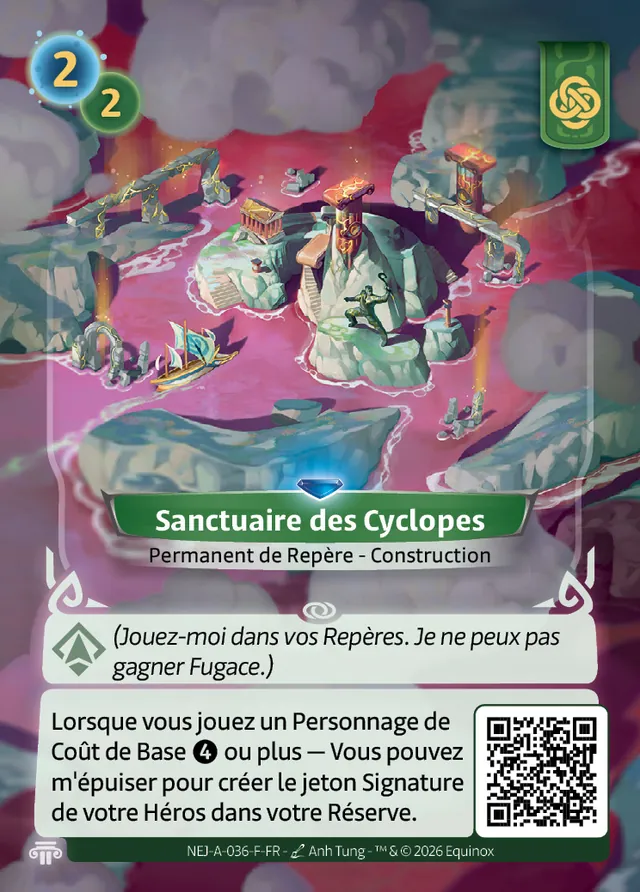 2
2
Sanctuaire des Cyclopes
Permanent de Repère - Construction
(Jouez-moi dans vos Repères. Je ne peux pas
gagner Fugace.)
Lorsque vous jouez un Personnage de
Coût de Base 4 ou plus — Vous pouvez
m'épuiser pour créer le jeton Signature
de votre Héros dans votre Réserve.
NEJ-A-036-F-FR - Anh Tung - ™ & © 2026 Equinox